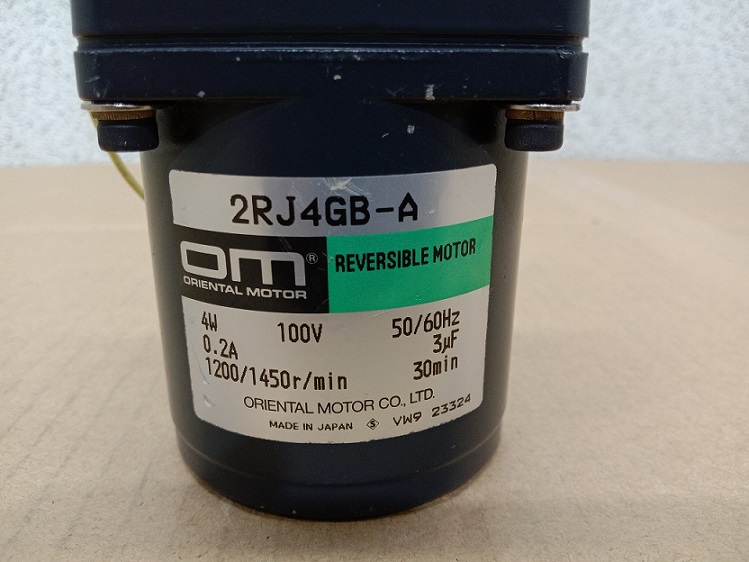 2RJ4GB-A
OM®
ORIENTAL MOTOR
REVERSIBLE MOTOR
4W 100V 50/60Hz
0.2A 3µF
1200/1450r/min 30min
ORIENTAL MOTOR CO., LTD.
MADE IN JAPAN S VW9 23324